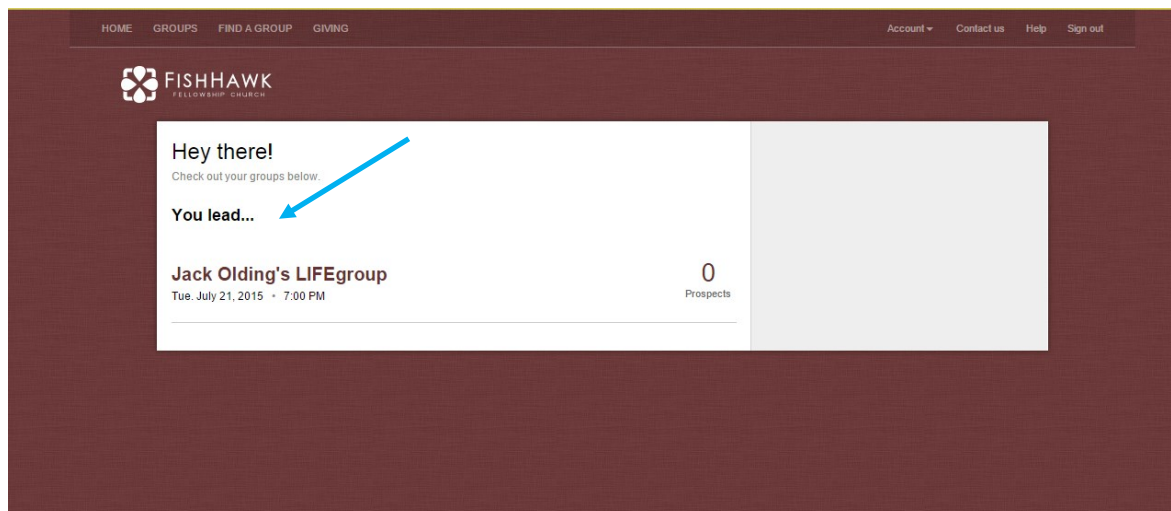 HOME GROUPS FIND A GROUP GIVING Account Contact us Help Sign out
FISHHAWK
FELLOWSHIP CHURCH
Hey there!
Check out your groups below.
You lead...
Jack Olding's LIFEgroup 0
Tue. July 21, 2015 • 7:00 PM Prospects